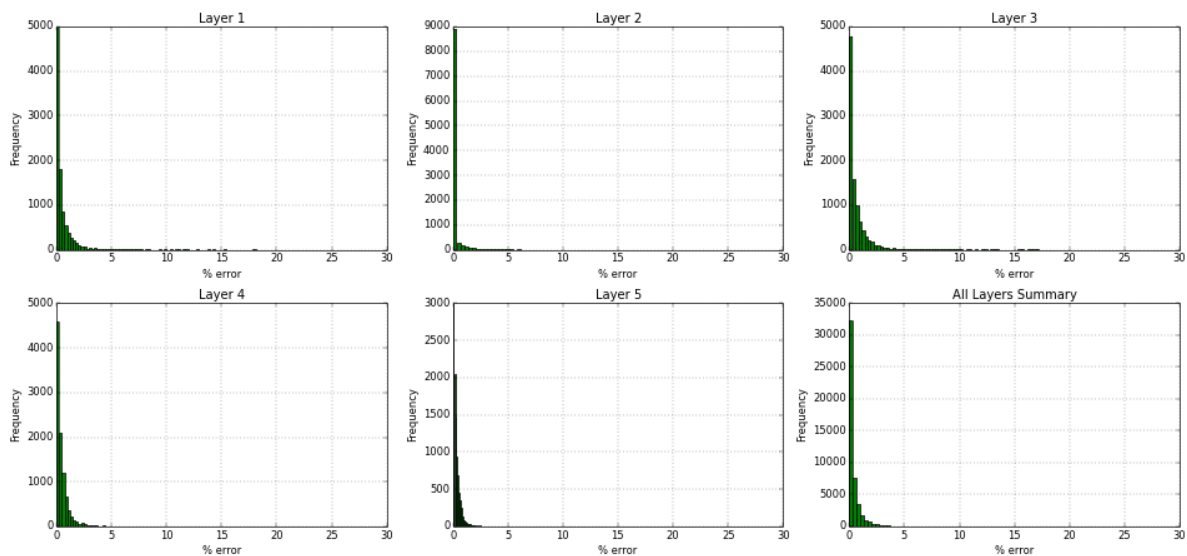 Layer 1
5000
4000
3000
2000
1000
0
Frequency
0 5 10 15 20 25 30
% error
Layer 2
9000
8000
7000
6000
5000
4000
3000
2000
1000
0
Frequency
0 5 10 15 20 25 30
% error
Layer 3
5000
4000
3000
2000
1000
0
Frequency
0 5 10 15 20 25 30
% error
Layer 4
5000
4000
3000
2000
1000
0
Frequency
0 5 10 15 20 25 30
% error
Layer 5
3000
2500
2000
1500
1000
500
0
Frequency
0 5 10 15 20 25 30
% error
All Layers Summary
35000
30000
25000
20000
15000
10000
5000
0
Frequency
0 5 10 15 20 25 30
% error